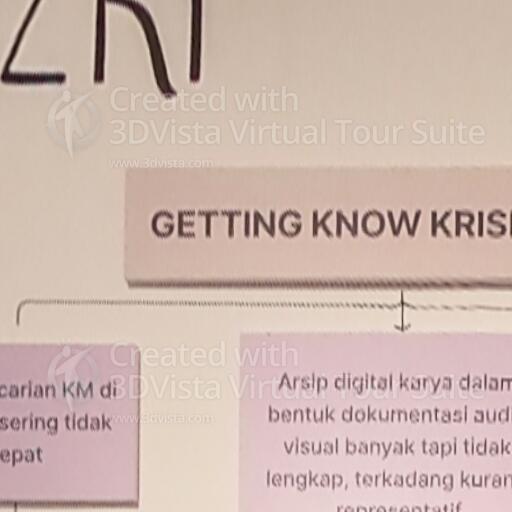 Created with
3DVista Virtual Tour Suite
www.3dvista.com
GETTING KNOW KRIS
Created with
3DVista Virtual Tour Suite
www.3dvista.com
carian KM di
sering tidak
epat
Arsip digital karya dalam
bentuk dokumentasi audi
visual banyak tapi tidak
lengkap, terkadang kuran
representatif